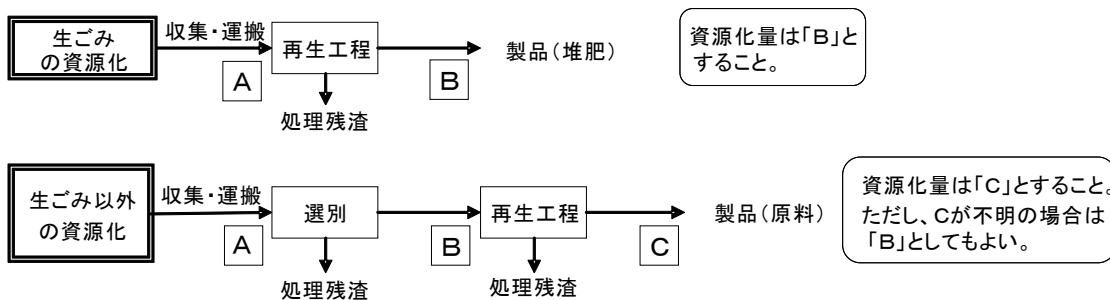 生ごみ
の資源化
収集・運搬
A
再生工程
B
製品(堆肥)
処理残渣
資源化量は「B」と
すること。
生ごみ以外
の資源化
収集・運搬
A
選別
B
再生工程
C
製品(原料)
処理残渣
処理残渣
資源化量は「C」とすること。
ただし、Cが不明の場合は
「B」としてもよい。